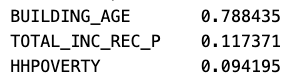 BUILDING_AGE 0.788435
TOTAL_INC_REC_P 0.117371
HHPOVERTY 0.094195